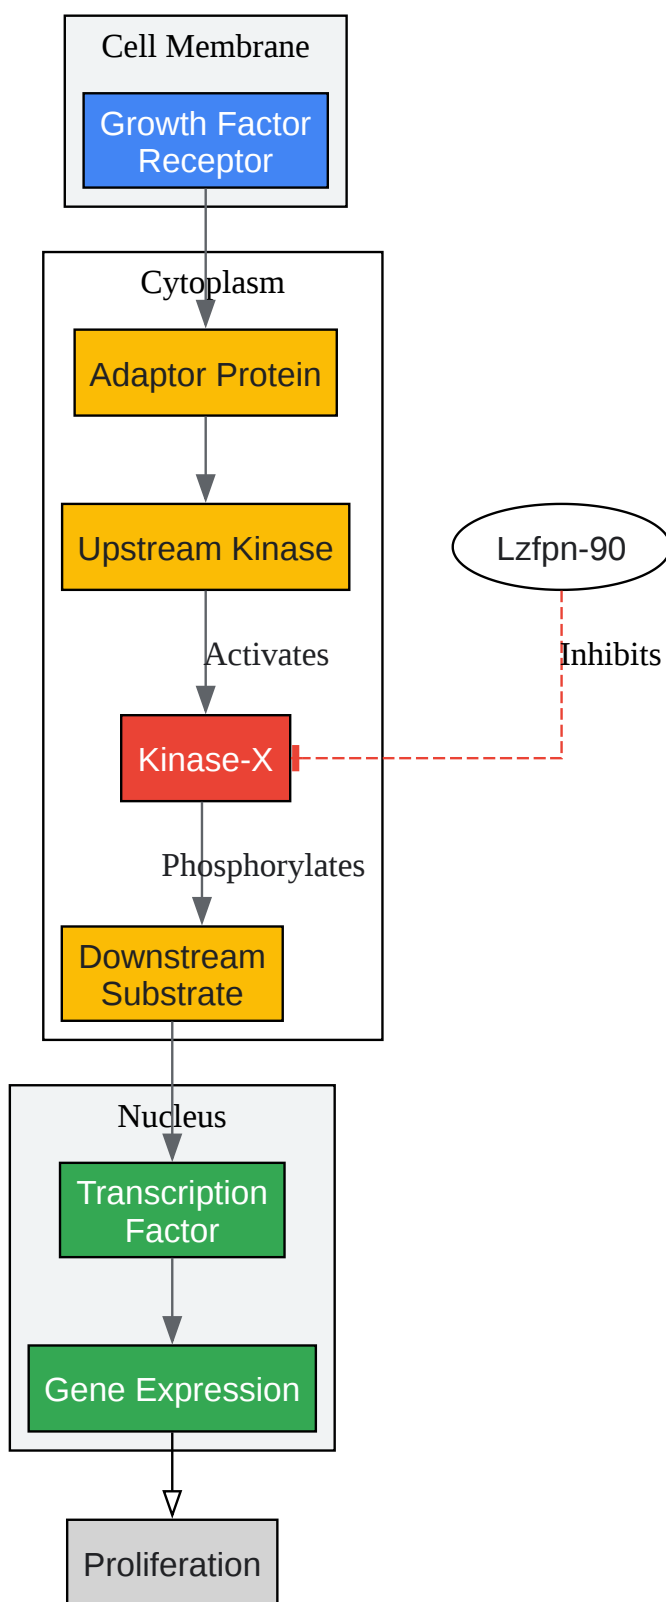 Cell Membrane
Growth Factor
Receptor
Cytoplasm
Adaptor Protein
Upstream Kinase
Lzfpn-90
Activates
Inhibits
Kinase-X
Phosphorylates
Downstream
Substrate
Nucleus
Transcription
Factor
Gene Expression
Proliferation